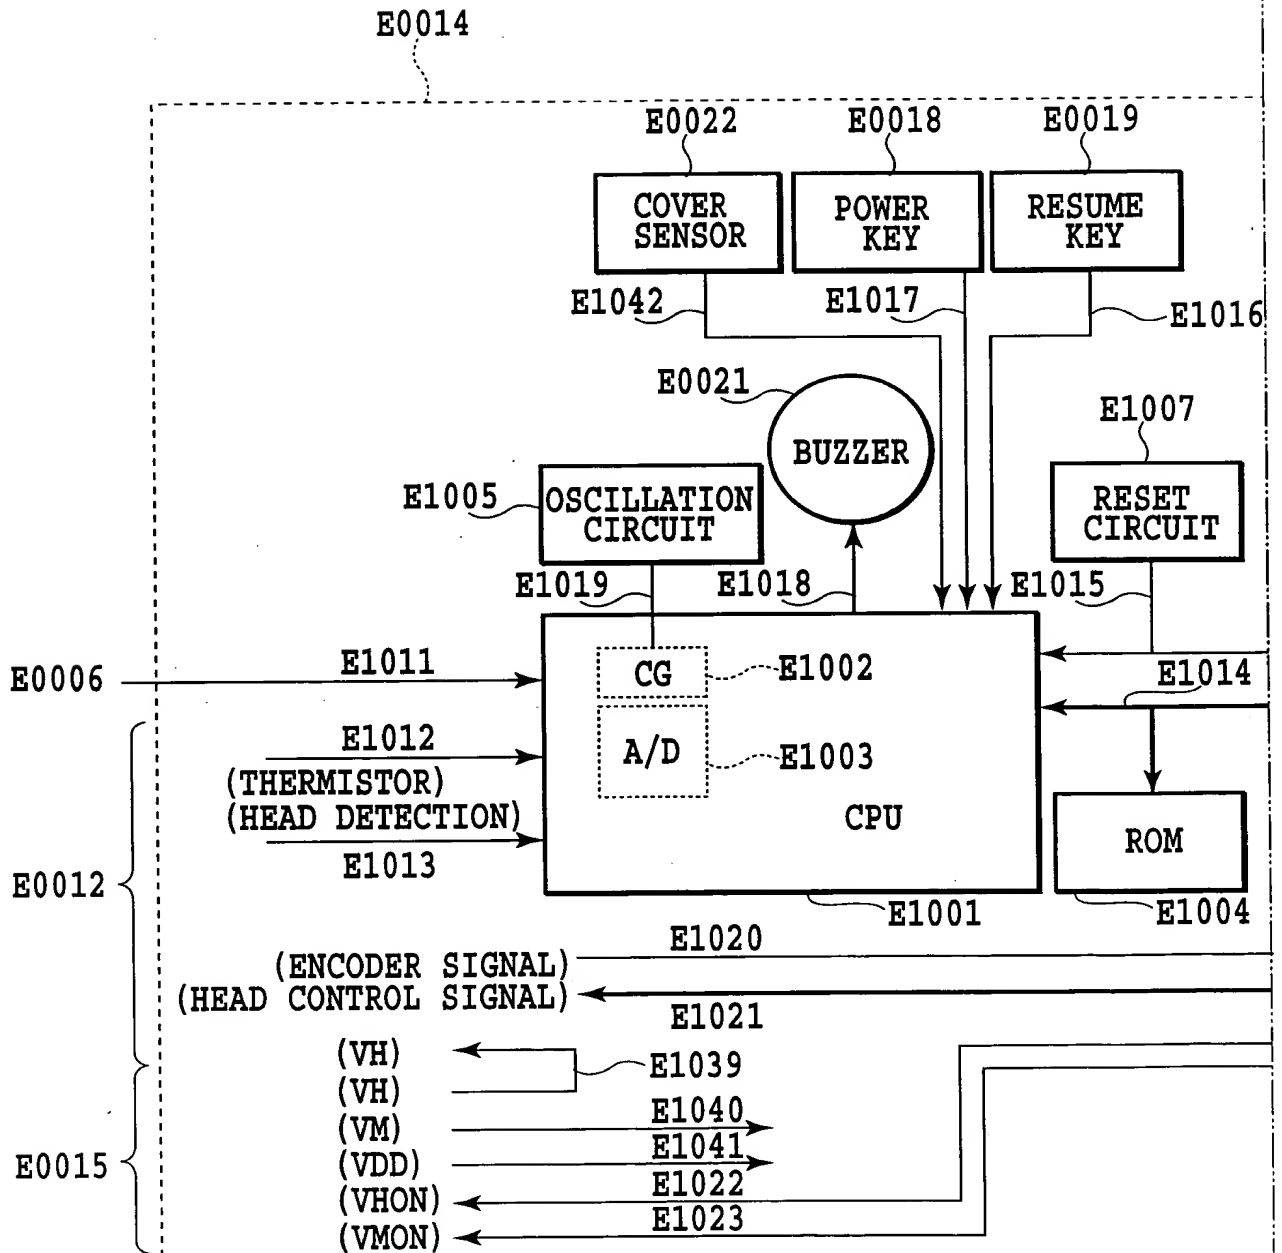 E0014
E0022
E0018
E0019
COVER
SENSOR
POWER
KEY
RESUME
KEY
E1042
E1017
E1016
E0021
E1007
BUZZER
E1005
OSCILLATION
CIRCUIT
RESET
CIRCUIT
E1019
E1018
E1015
E0006
E1011
CG
E1002
E1014
E1012
A/D
E1003
(THERMISTOR)
(HEAD DETECTION)
CPU
ROM
E1013
E0012
E1001
E1004
E1020
(ENCODER SIGNAL)
(HEAD CONTROL SIGNAL)
E1021
(VH)
E1039
(VH)
E1040
(VM)
E1041
E0015
(VDD)
E1022
(VHON)
E1023
(VMON)